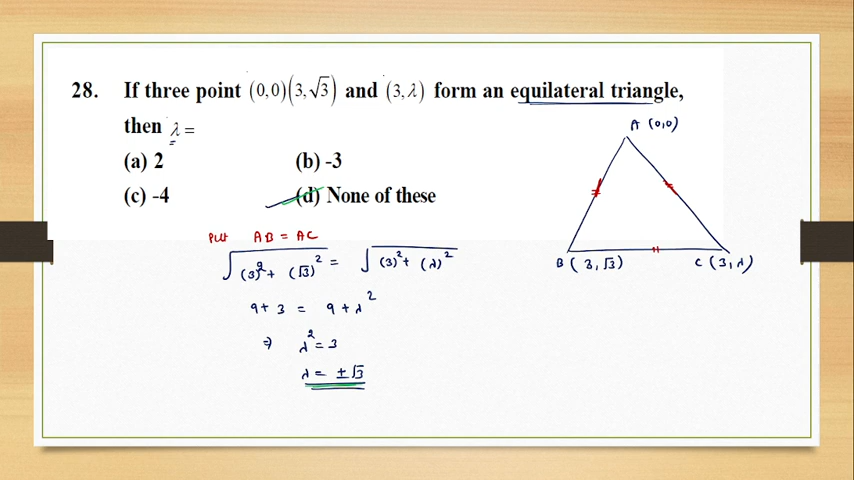 28. If three point (0,0)(3,√3) and (3,λ) form an equilateral triangle,
then λ =
(a) 2 (b) -3
(c) -4 (d) None of these
A (0,0)
B (3,√3) C (3,λ)
Put AB = AC
√((3)²+ (√3)²) = √((3)²+ (λ)²)
9+3 = 9+λ²
⇒ λ²=3
λ = ±√3